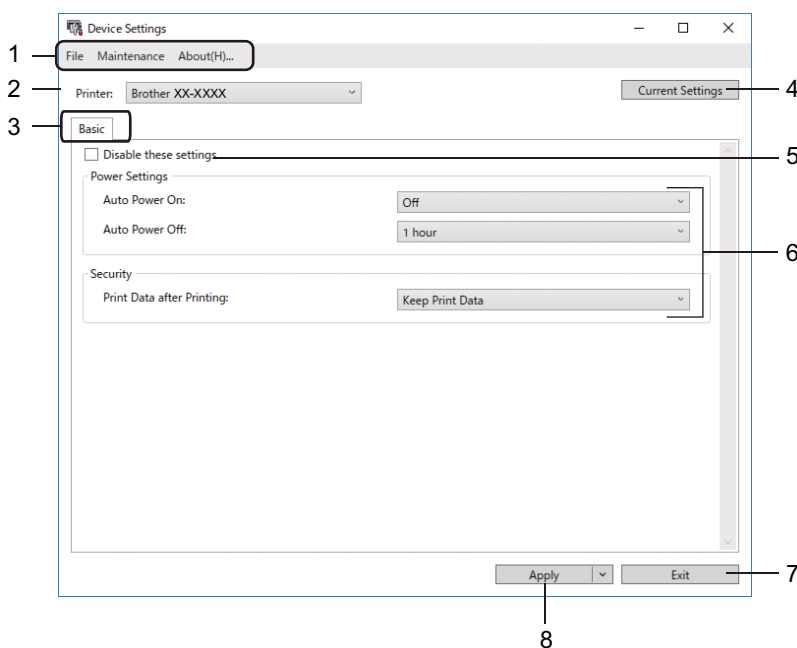 Device Settings
1
File Maintenance About(H)...
2
Printer: Brother XX-XXXX
Current Settings
4
3
Basic
Disable these settings
5
Power Settings
Auto Power On: Off
Auto Power Off: 1 hour
6
Security
Print Data after Printing: Keep Print Data
Apply
Exit
7
8